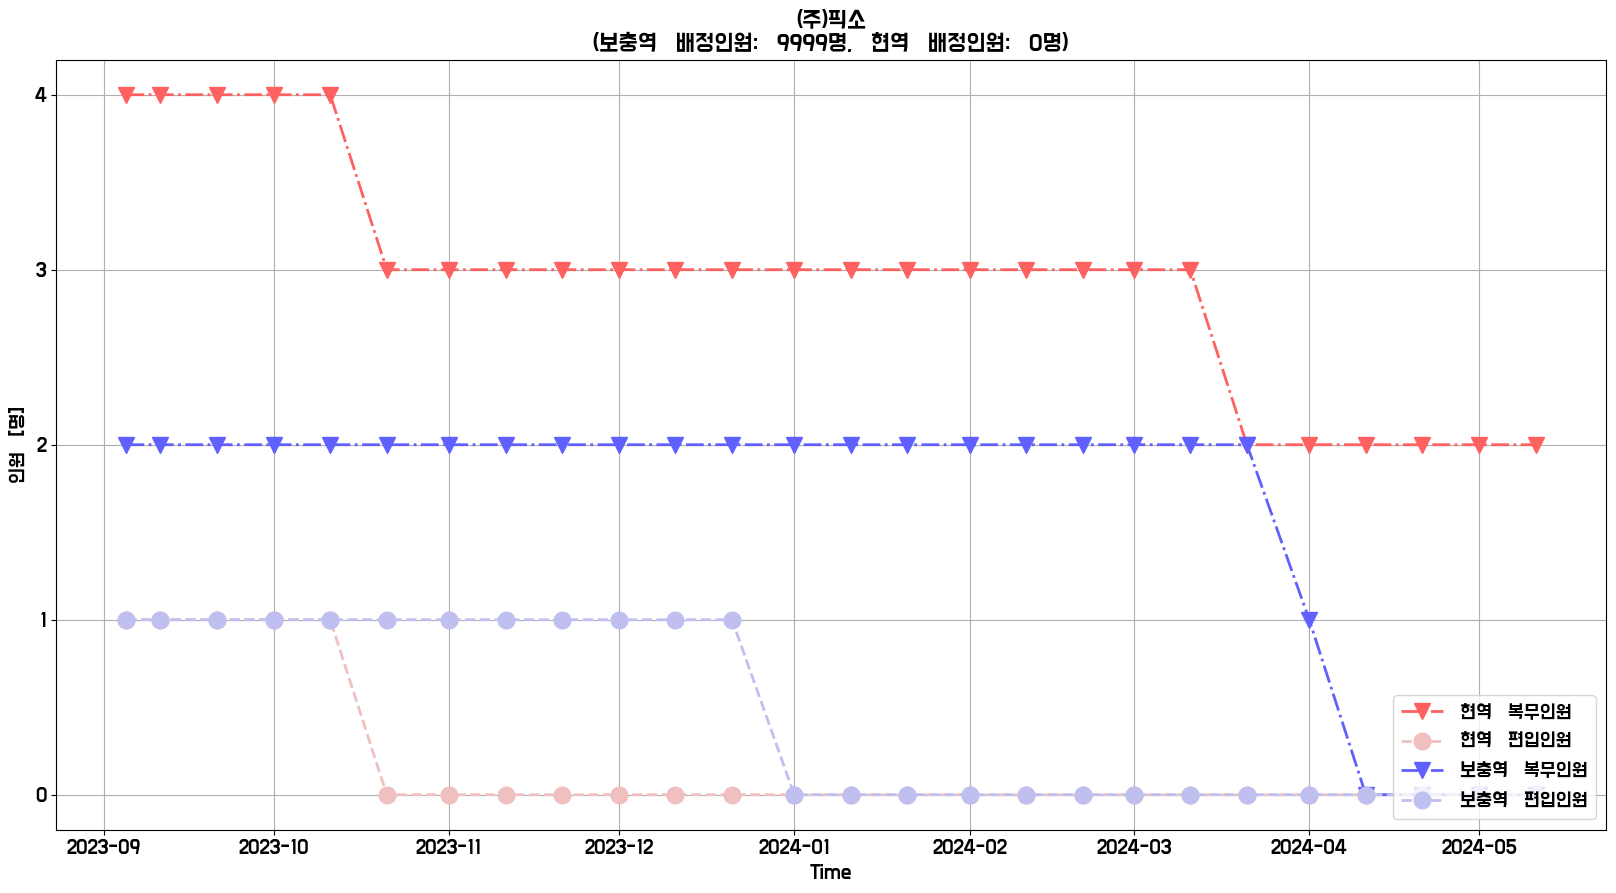 (주)픽소
(보충역 배정인원: 9999명, 현역 배정인원: 0명)
인원 [명]
4
3
2
1
0
현역 복무인원
현역 편입인원
보충역 복무인원
보충역 편입인원
2023-09 2023-10 2023-11 2023-12 2024-01 2024-02 2024-03 2024-04 2024-05
Time